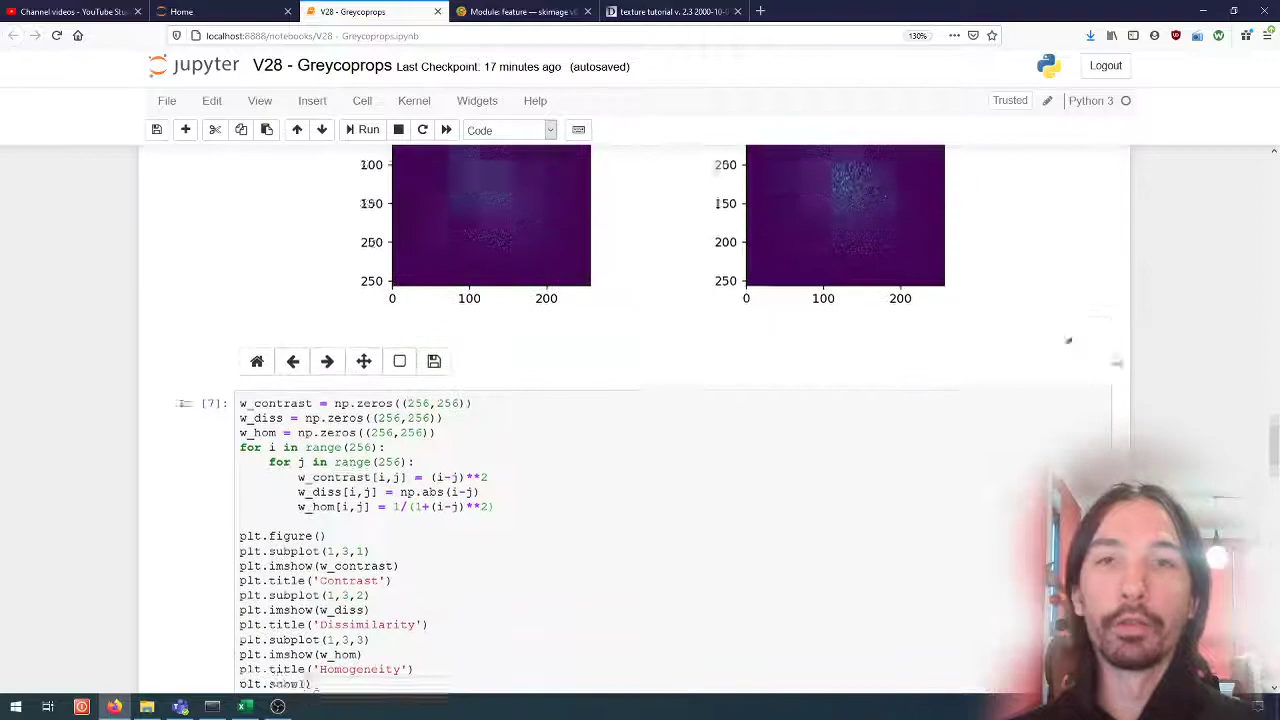 Channel videos - YouTube Stu
Home
V28 - Greycoprops
Module: feature — skimage v
texture tutorial v. 2.3 2000-10-0
localhost:8888/notebooks/V28 - Greycoprops.ipynb
130%
jupyter V28 - Greycoprops Last Checkpoint: 17 minutes ago (autosaved)
Logout
File Edit View Insert Cell Kernel Widgets Help
Trusted
Python 3
Run
Code
100
150
200
250
0 100 200
200
150
200
250
0 100 200
[7]:
w_contrast = np.zeros((256,256))
w_diss = np.zeros((256,256))
w_hom = np.zeros((256,256))
for i in range(256):
for j in range(256):
w_contrast[i,j] = (i-j)**2
w_diss[i,j] = np.abs(i-j)
w_hom[i,j] = 1/(1+(i-j)**2)
plt.figure()
plt.subplot(1,3,1)
plt.imshow(w_contrast)
plt.title('Contrast')
plt.subplot(1,3,2)
plt.imshow(w_diss)
plt.title('Dissimilarity')
plt.subplot(1,3,3)
plt.imshow(w_hom)
plt.title('Homogeneity')